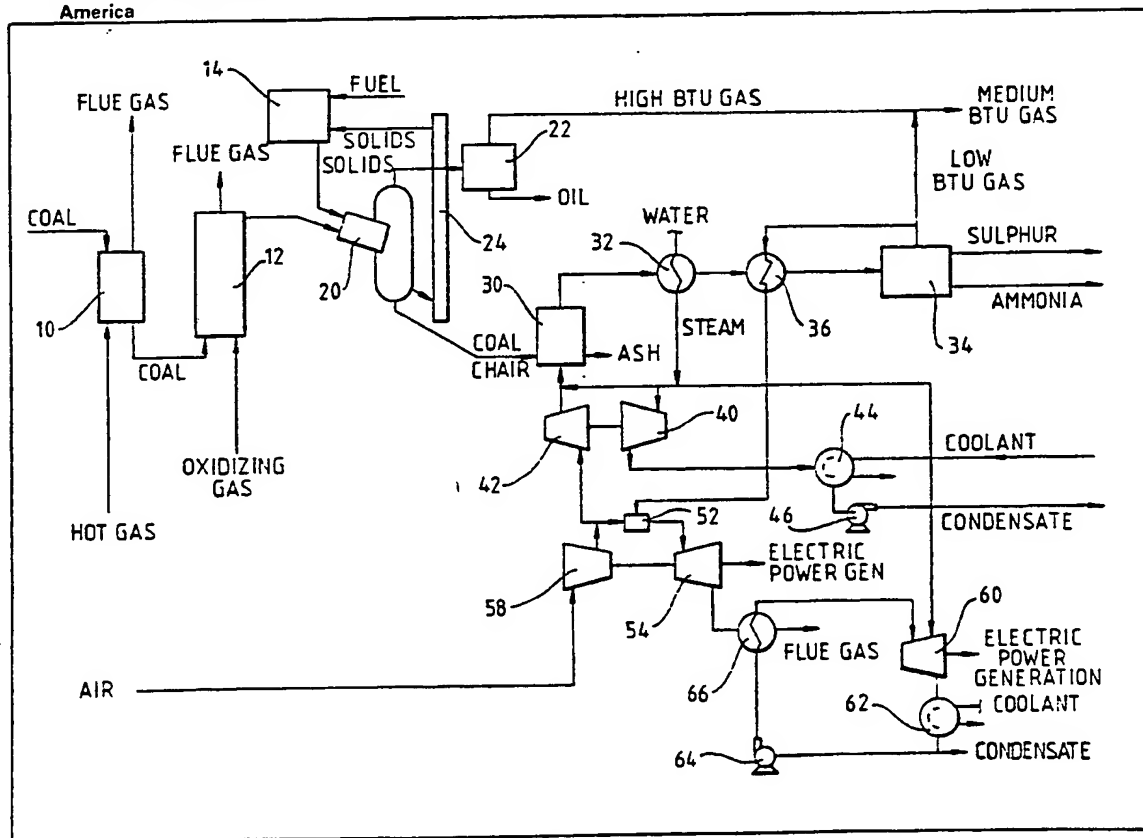 America
14
FUEL
FLUE GAS
HIGH BTU GAS
MEDIUM
BTU GAS
22
SOLIDS
SOLIDS
FLUE GAS
LOW
BTU GAS
OIL
COAL
WATER
24
32
SULPHUR
12
20
10
30
36
AMMONIA
STEAM
34
COAL
CHAIR
ASH
COAL
40
44
OXIDIZING
GAS
COOLANT
42
HOT GAS
52
46
CONDENSATE
ELECTRIC
POWER GEN
58
54
60
FLUE GAS
ELECTRIC
POWER
GENERATION
66
AIR
62
COOLANT
64
CONDENSATE